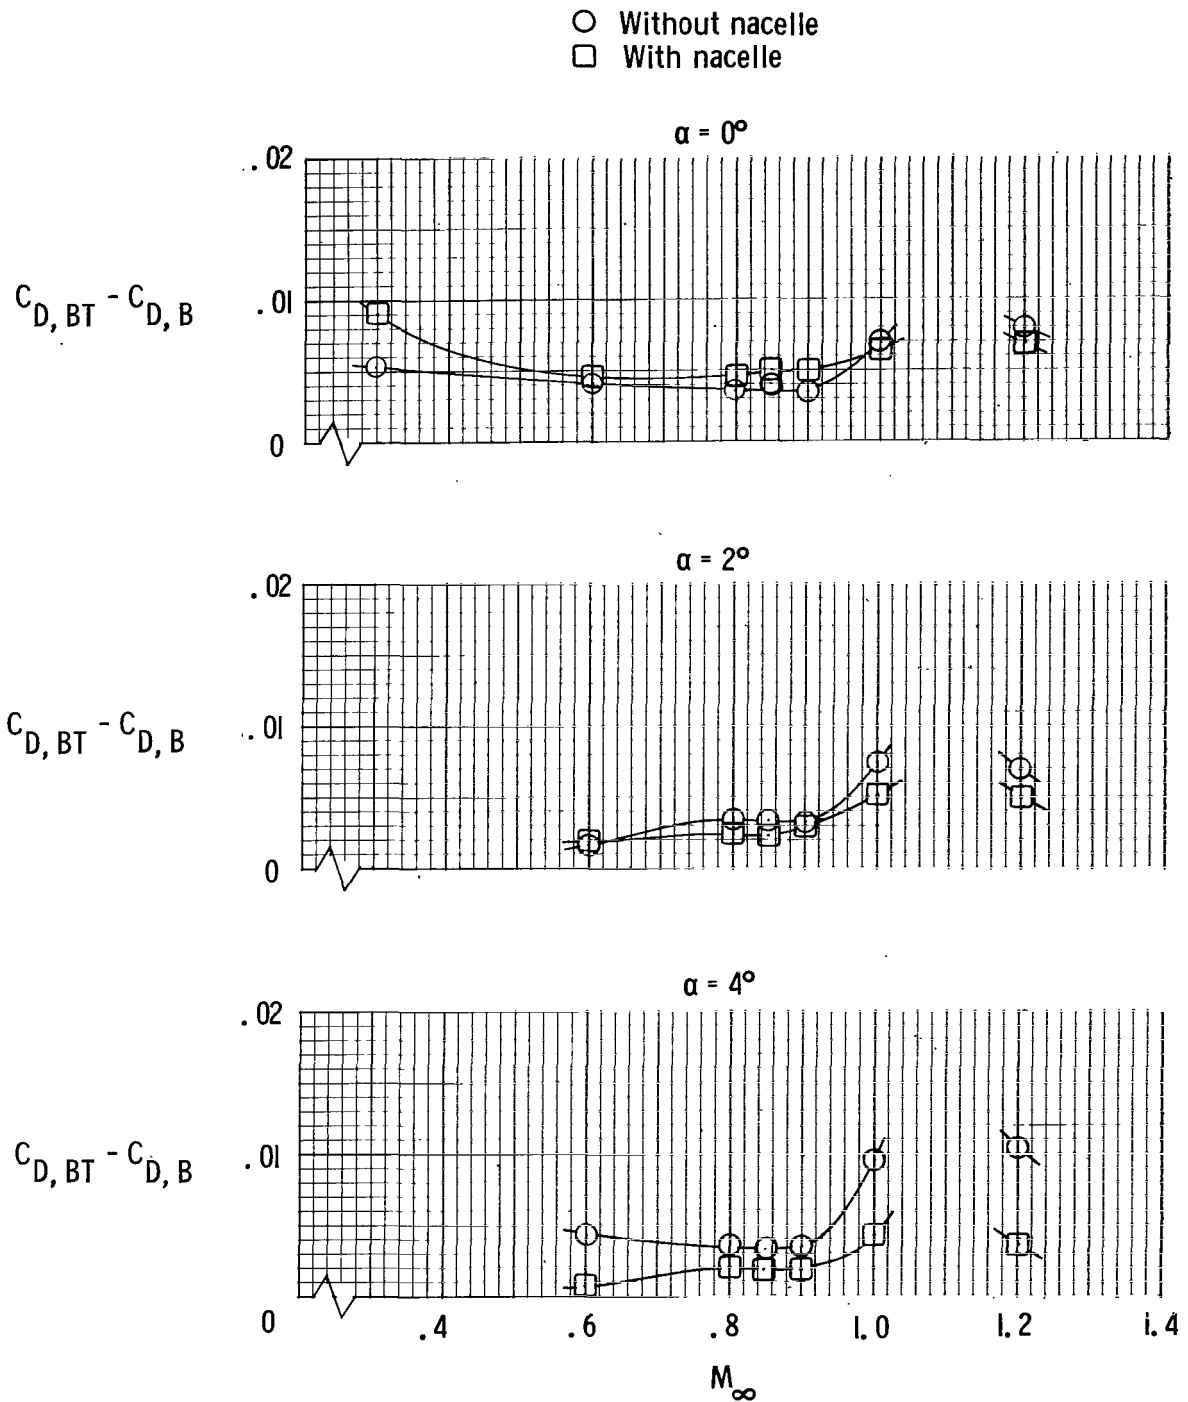 Without nacelle
With nacelle
α = 0°
.02
C_D, BT - C_D, B
.01
0
α = 2°
.02
C_D, BT - C_D, B
.01
0
α = 4°
.02
C_D, BT - C_D, B
.01
0 .4 .6 .8 1.0 1.2 1.4
M_∞